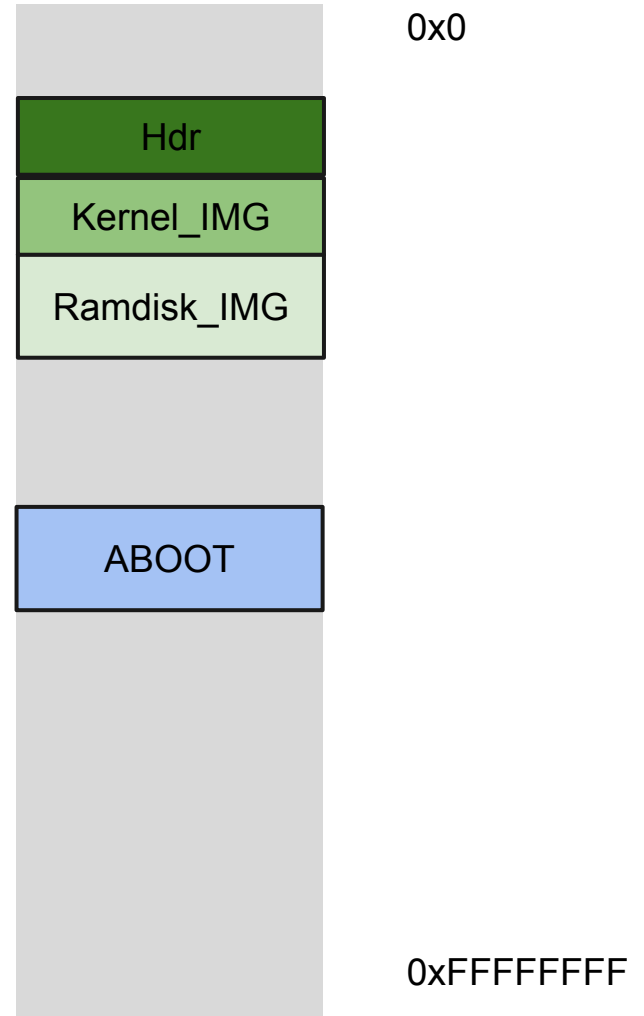 0x0
Hdr
Kernel_IMG
Ramdisk_IMG
ABOOT
0xFFFFFFFF